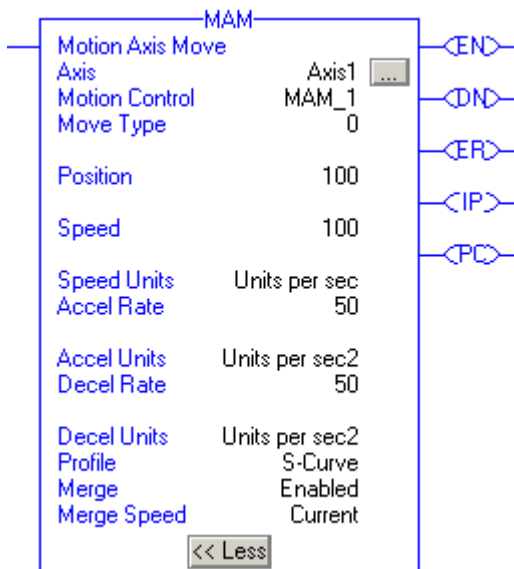 MAM
Motion Axis Move
Axis Axis1 ...
Motion Control MAM_1
Move Type 0
Position 100
Speed 100
Speed Units Units per sec
Accel Rate 50
Accel Units Units per sec2
Decel Rate 50
Decel Units Units per sec2
Profile S-Curve
Merge Enabled
Merge Speed Current
<< Less
EN
DN
ER
IP
PC